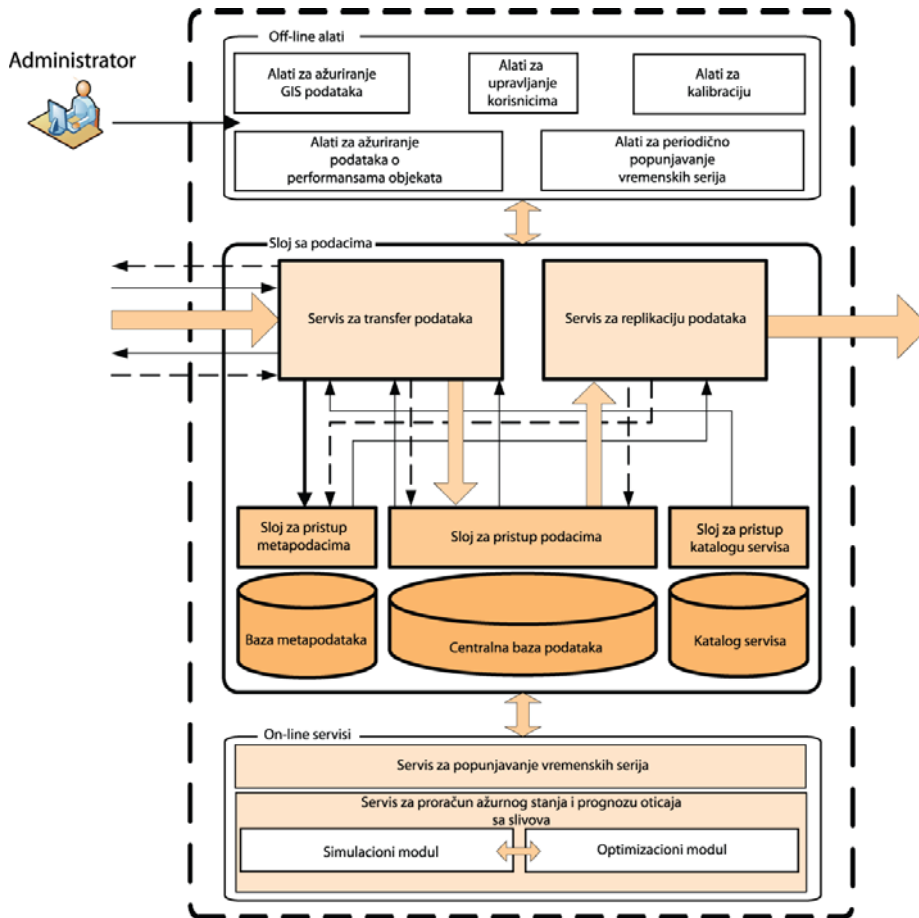 Off-line alati
Administrator
Alati za ažuriranje
GIS podataka
Alati za
upravljanje
korisnicima
Alati za
kalibraciju
Alati za ažuriranje
podataka o
performansama objekata
Alati za periodično
popunjavanje
vremenskih serija
Sloj sa podacima
Servis za transfer podataka
Servis za replikaciju podataka
Sloj za pristup
metapodacima
Sloj za pristup podacima
Sloj za pristup
katalogu servisa
Baza metapodataka
Centralna baza podataka
Katalog servisa
On-line servisi
Servis za popunjavanje vremenskih serija
Servis za proračun ažurnog stanja i prognozu oticaja
sa slivova
Simulacioni modul
Optimizacioni modul